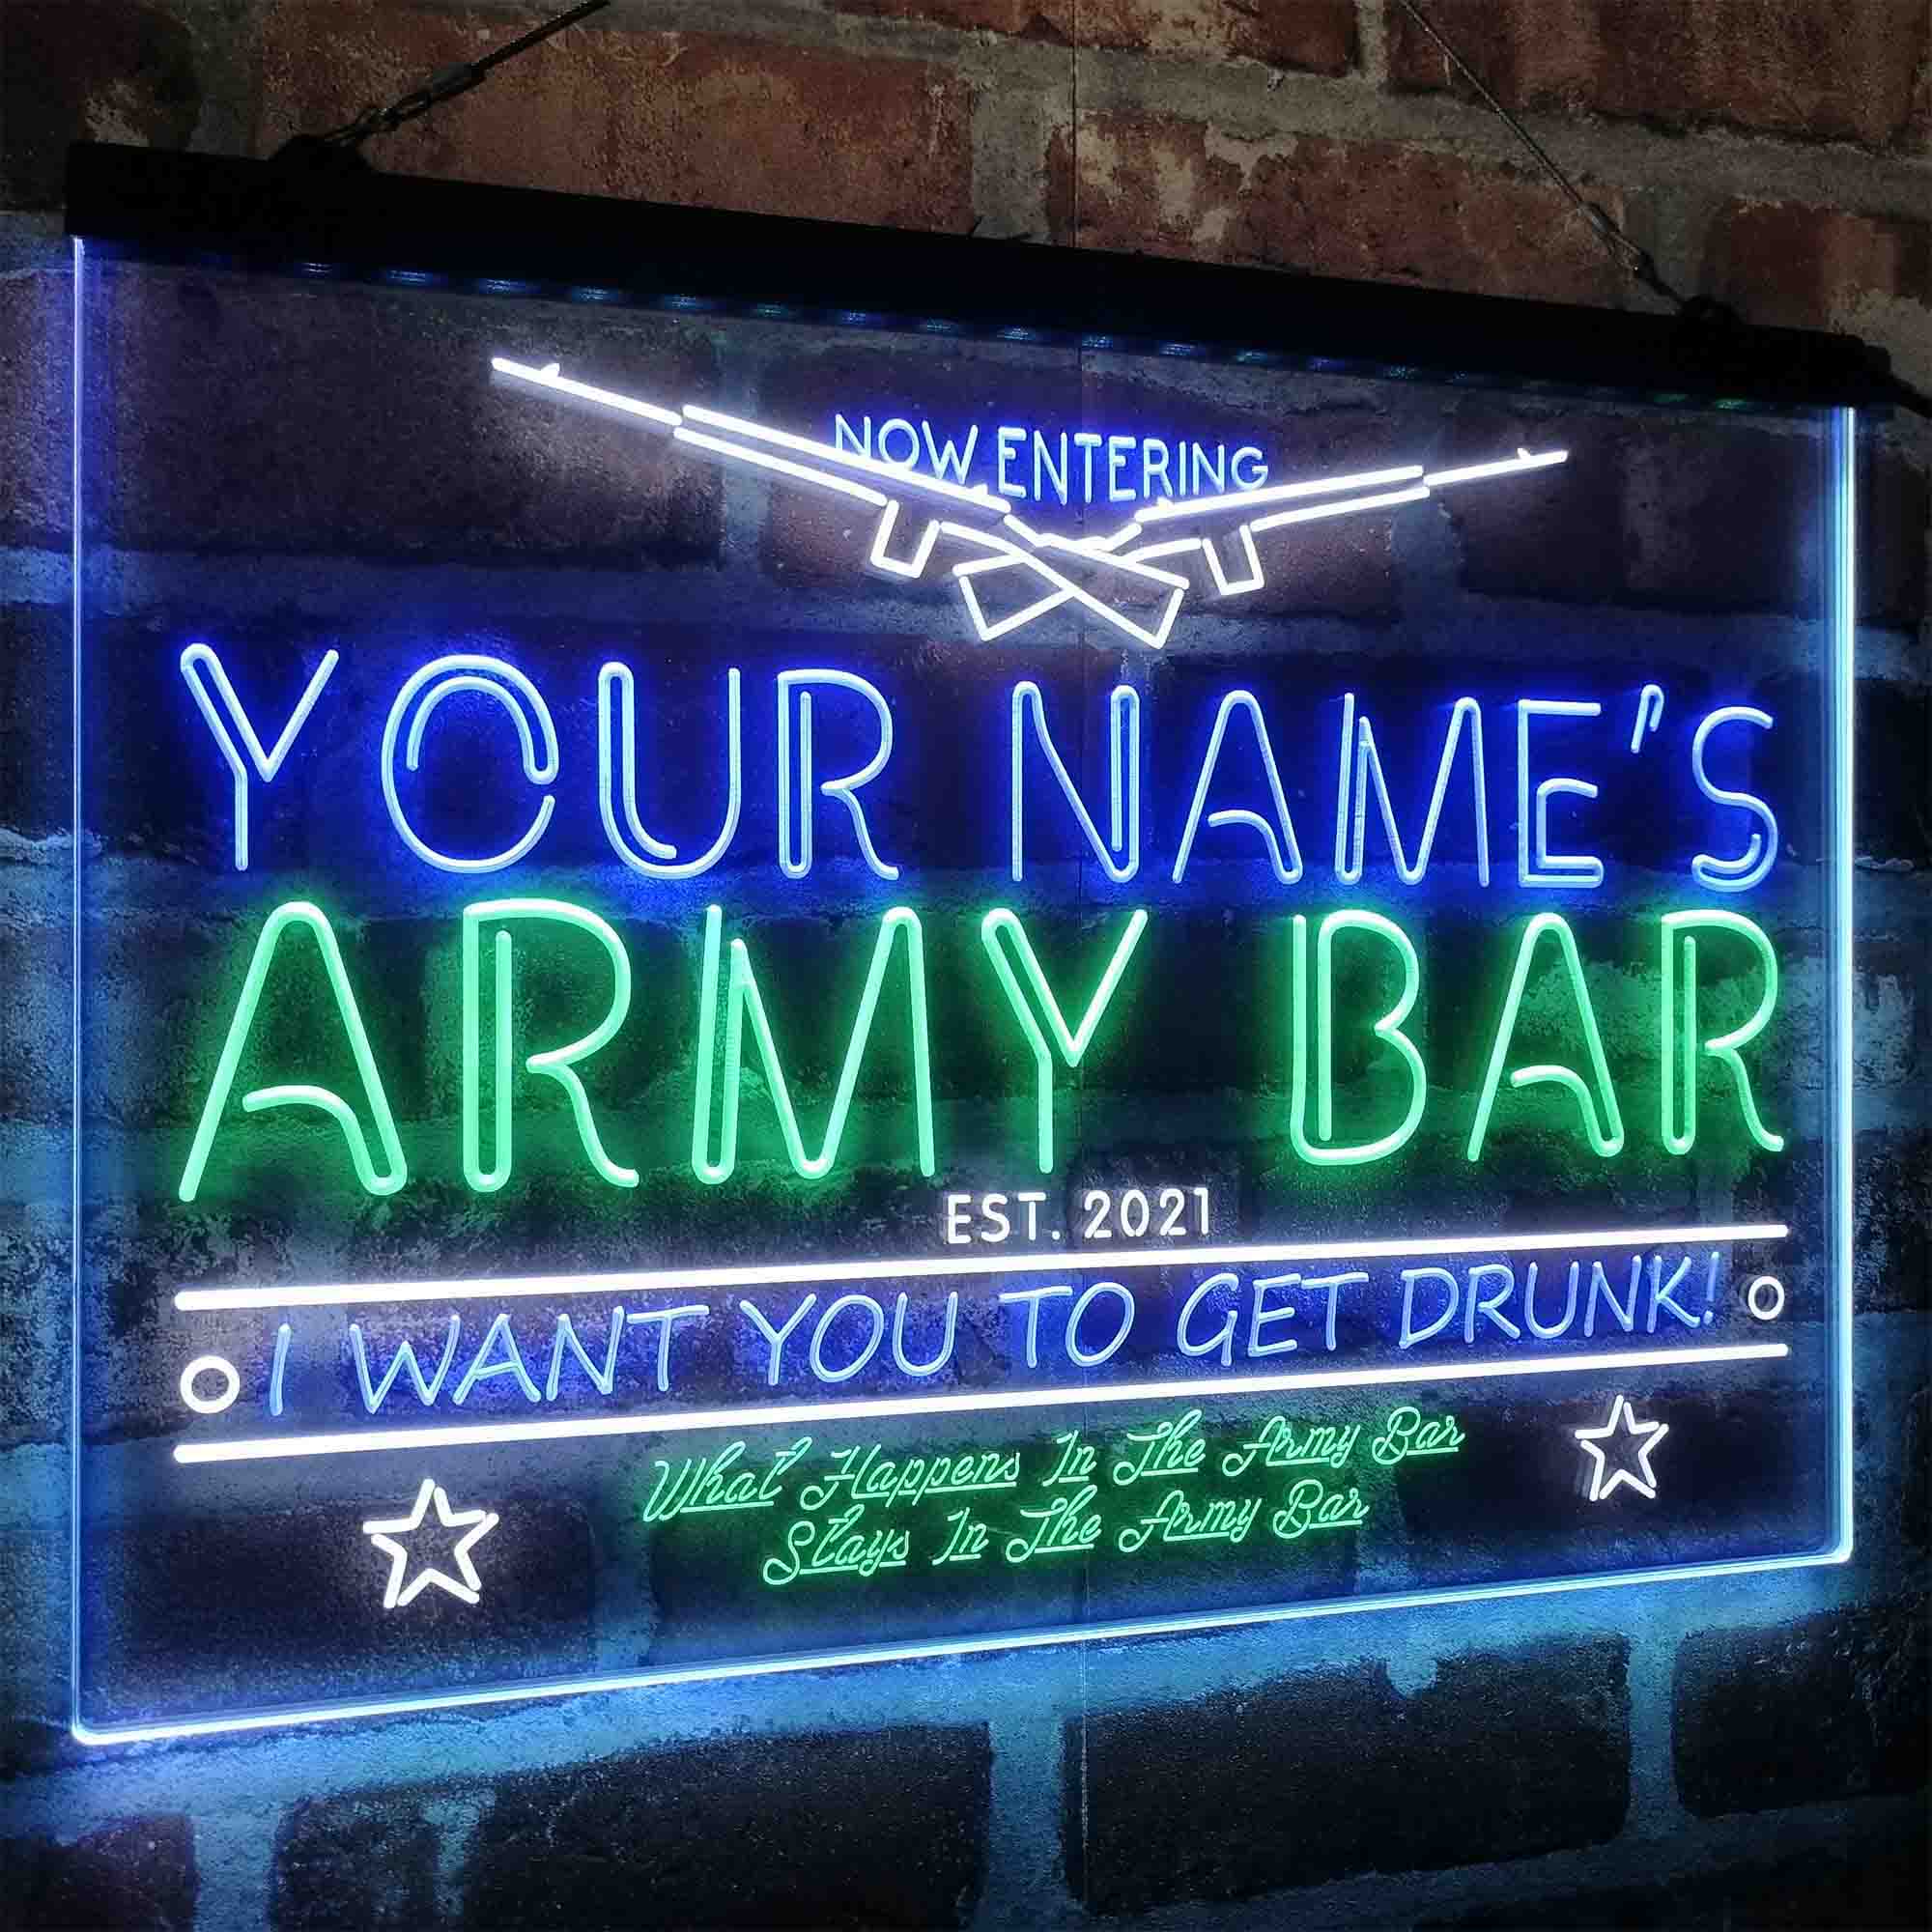 NOW ENTERING
YOUR NAME'S
ARMY BAR
EST. 2021
I WANT YOU TO GET DRUNK!
What Happens In The Army Bar
Stays In The Army Bar